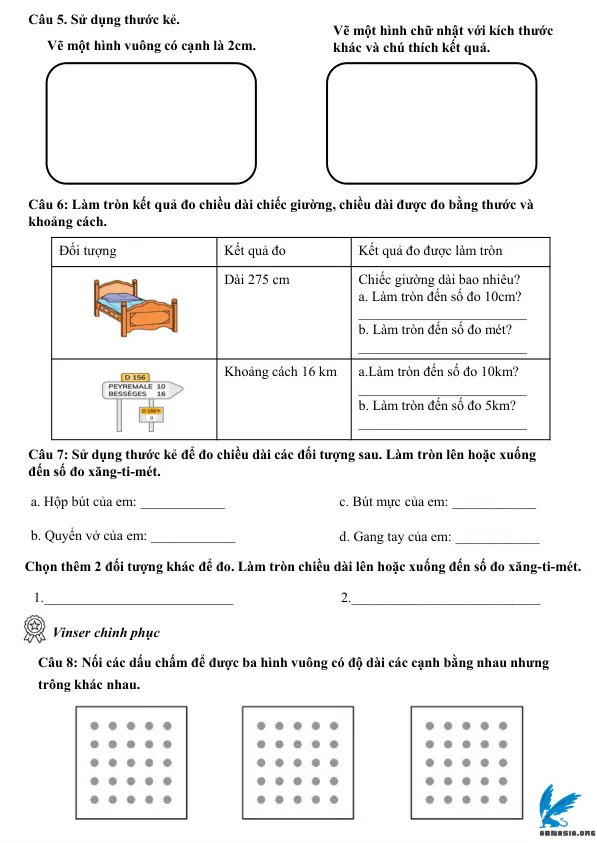 Câu 5. Sử dụng thước kẻ.
Vẽ một hình vuông có cạnh là 2cm.
Vẽ một hình chữ nhật với kích thước
khác và chú thích kết quả.
Câu 6: Làm tròn kết quả đo chiều dài chiếc giường, chiều dài được đo bằng thước và
khoảng cách.
Đối tượng
Kết quả đo
Kết quả đo được làm tròn
Dài 275 cm
Chiếc giường dài bao nhiêu?
a. Làm tròn đến số đo 10cm?
b. Làm tròn đến số đo mét?
D 156
PEYREMALE 10
BESSÈGES 16
Khoảng cách 16 km
a.Làm tròn đến số đo 10km?
b. Làm tròn đến số đo 5km?
Câu 7: Sử dụng thước kẻ để đo chiều dài các đối tượng sau. Làm tròn lên hoặc xuống
đến số đo xăng-ti-mét.
a. Hộp bút của em: ____________
c. Bút mực của em: ____________
b. Quyển vở của em: ____________
d. Gang tay của em: ____________
Chọn thêm 2 đối tượng khác để đo. Làm tròn chiều dài lên hoặc xuống đến số đo xăng-ti-mét.
1.___________________________
2.___________________________
Vinser chinh phục
Câu 8: Nối các dấu chấm để được ba hình vuông có độ dài các cạnh bằng nhau nhưng
trông khác nhau.
ABNASIA.ORG